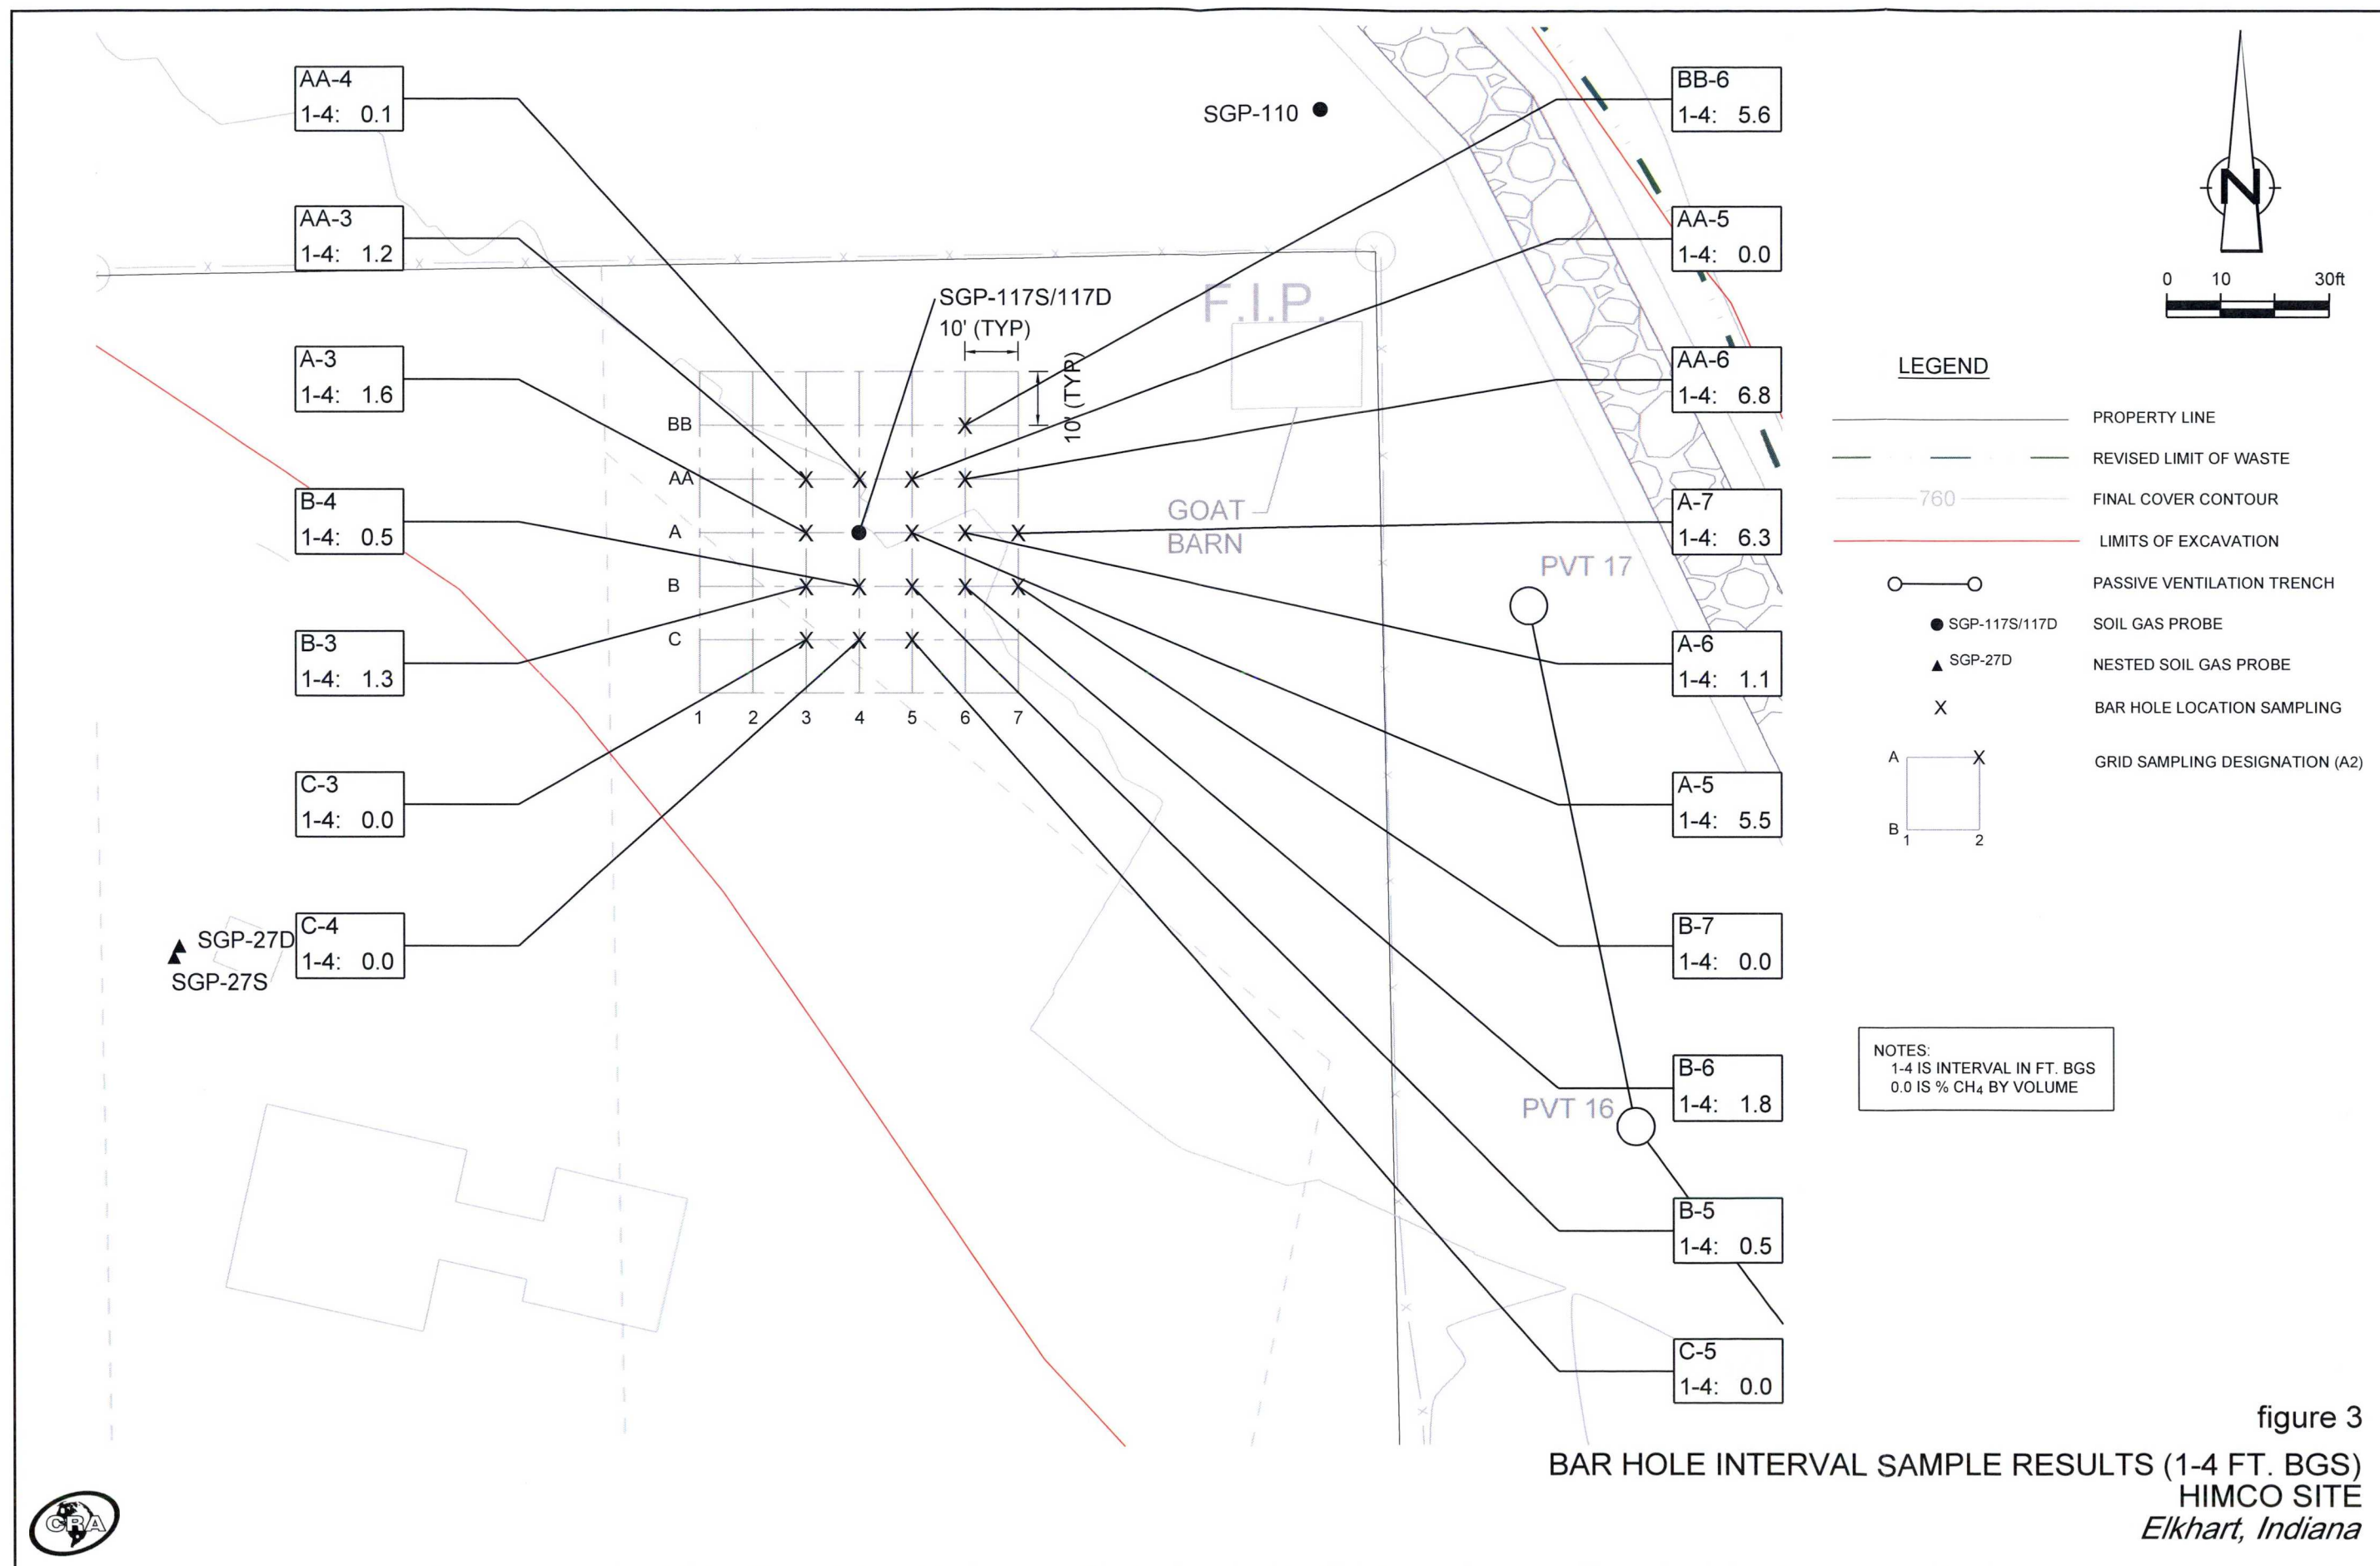 AA-4
1-4: 0.1
AA-3
1-4: 1.2
A-3
1-4: 1.6
B-4
1-4: 0.5
B-3
1-4: 1.3
C-3
1-4: 0.0
C-4
1-4: 0.0
SGP-27D
SGP-27S
SGP-110
SGP-117S/117D
10' (TYP)
10' (TYP)
F.I.P.
GOAT
BARN
BB
AA
A
B
C
1 2 3 4 5 6 7
PVT 17
PVT 16
BB-6
1-4: 5.6
AA-5
1-4: 0.0
AA-6
1-4: 6.8
A-7
1-4: 6.3
A-6
1-4: 1.1
A-5
1-4: 5.5
B-7
1-4: 0.0
B-6
1-4: 1.8
B-5
1-4: 0.5
C-5
1-4: 0.0
N
0 10 30ft
LEGEND
PROPERTY LINE
REVISED LIMIT OF WASTE
760 FINAL COVER CONTOUR
LIMITS OF EXCAVATION
PASSIVE VENTILATION TRENCH
SGP-117S/117D SOIL GAS PROBE
SGP-27D NESTED SOIL GAS PROBE
X BAR HOLE LOCATION SAMPLING
A X GRID SAMPLING DESIGNATION (A2)
B
1 2
NOTES:
1-4 IS INTERVAL IN FT. BGS
0.0 IS % CH₄ BY VOLUME
figure 3
BAR HOLE INTERVAL SAMPLE RESULTS (1-4 FT. BGS)
HIMCO SITE
Elkhart, Indiana
CRA